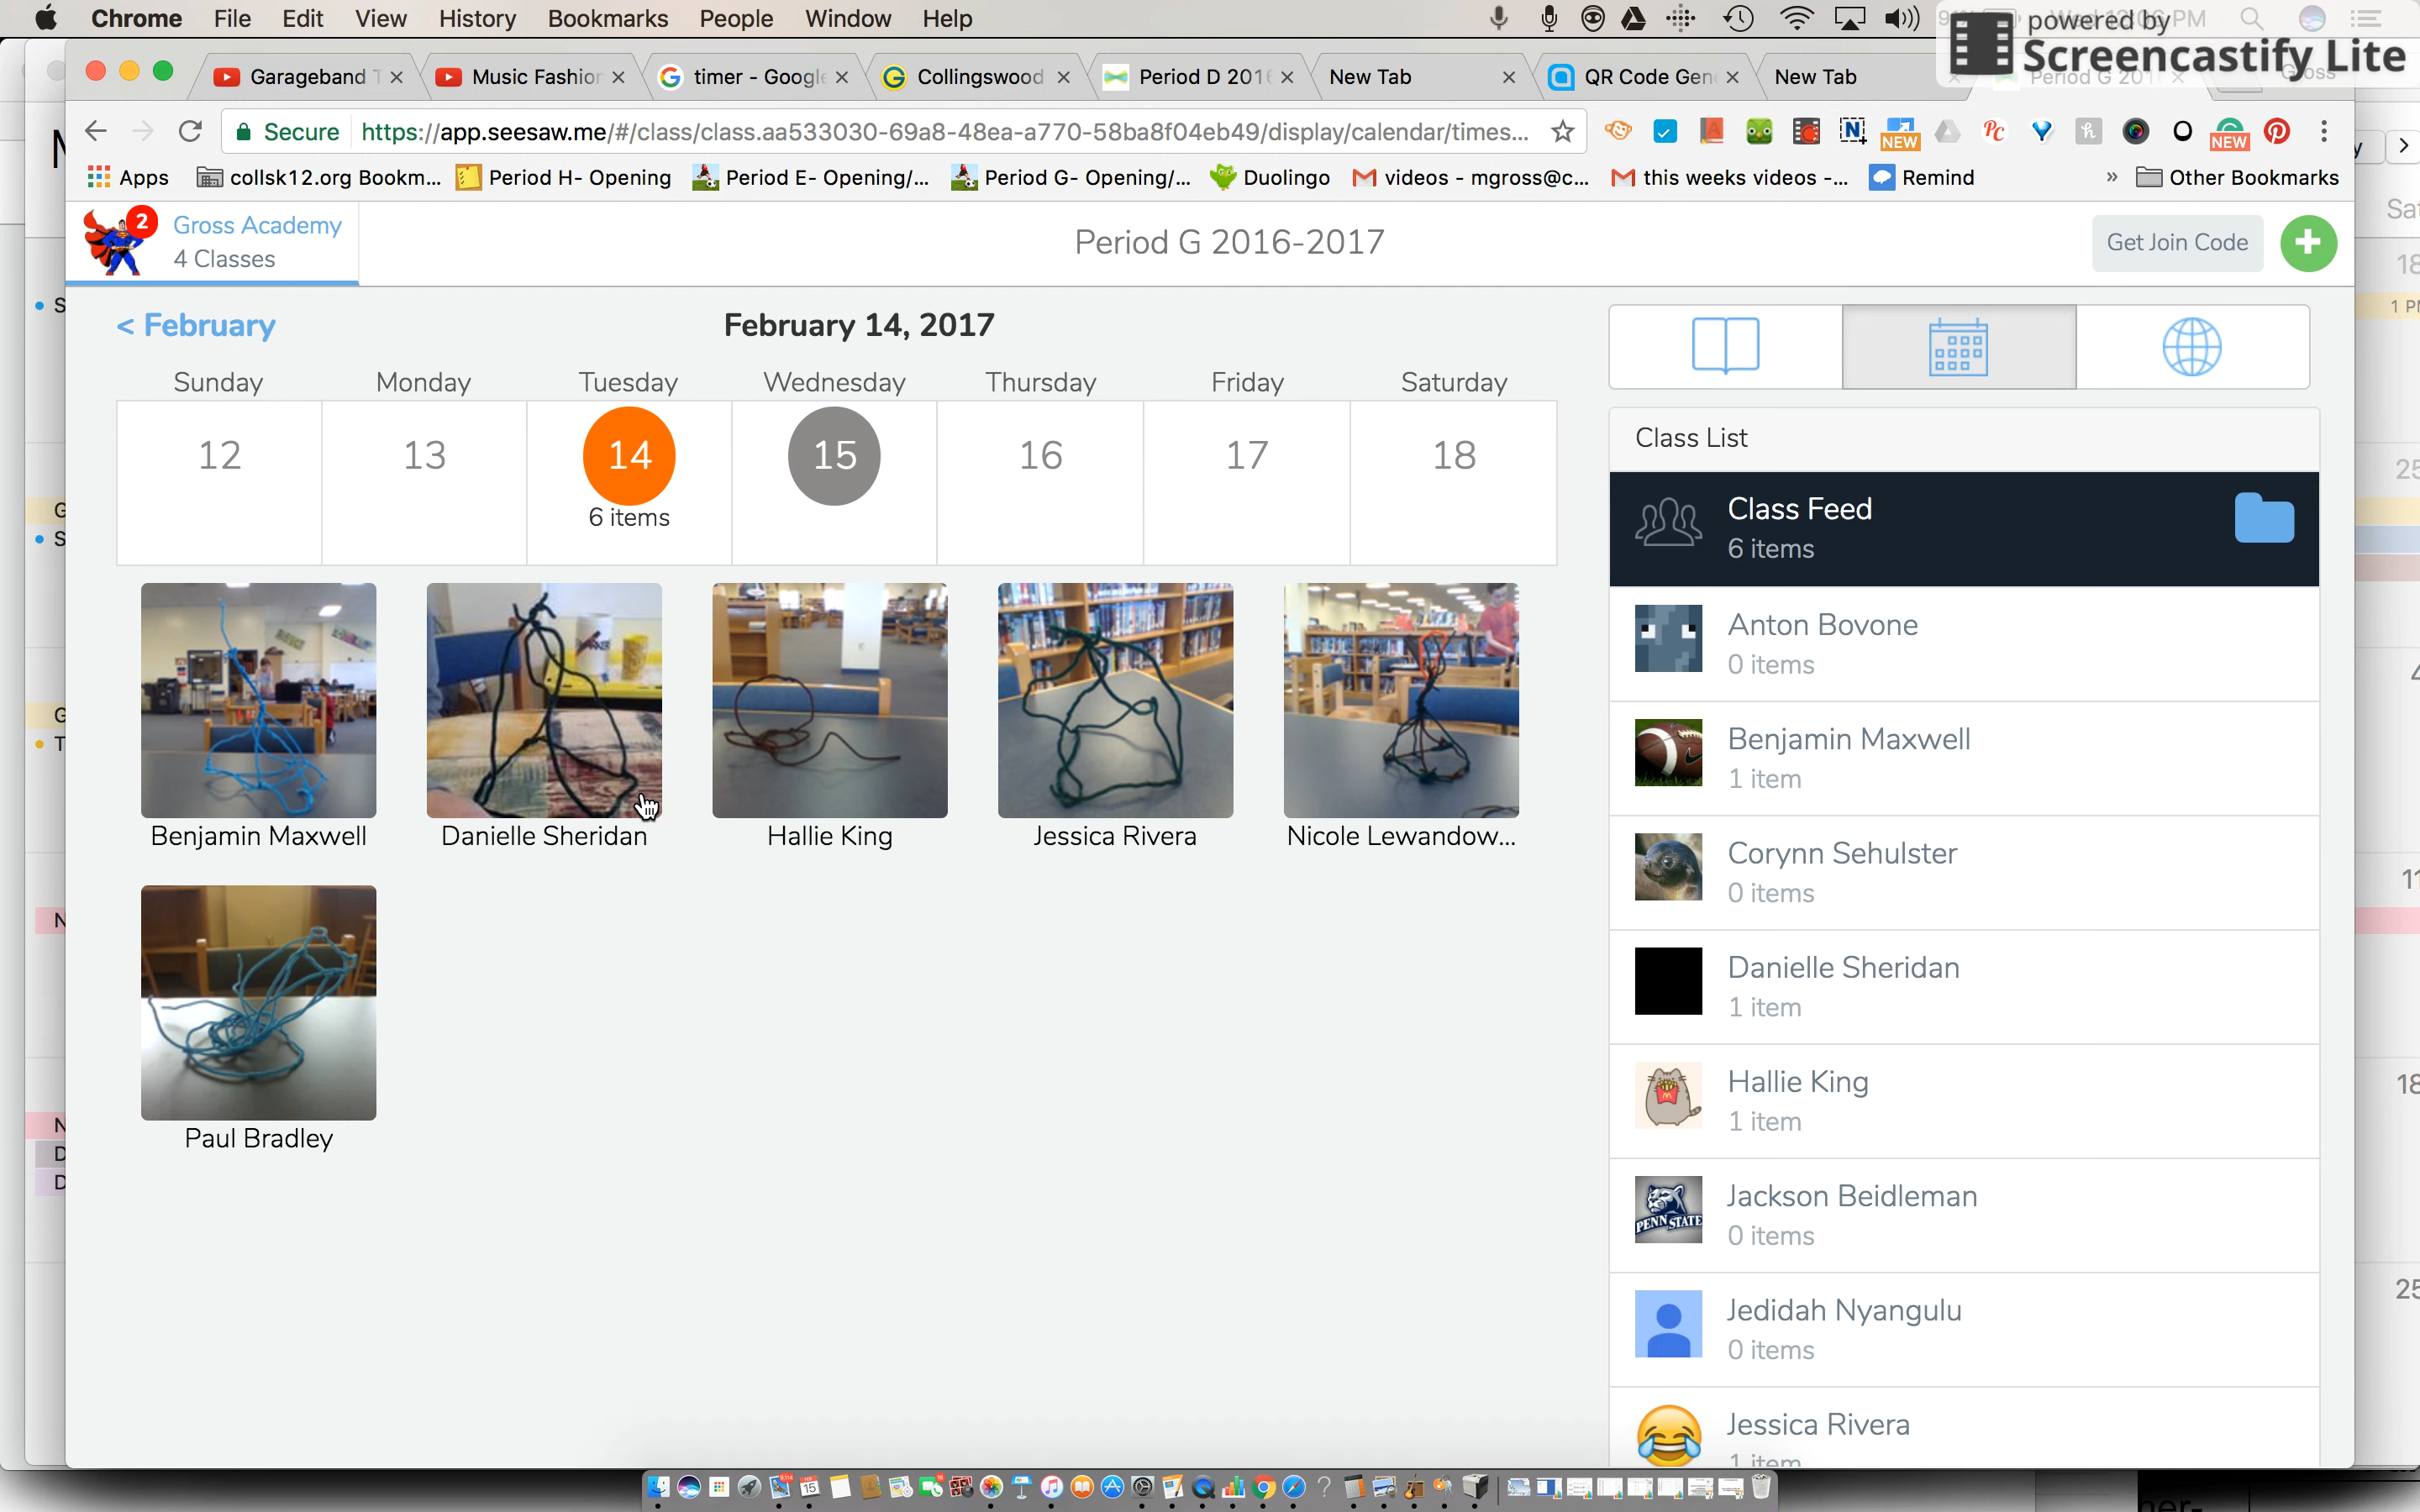 Chrome File Edit View History Bookmarks People Window Help
powered by
Screencastify Lite
Garageband
Music Fashion
timer - Google
Collingswood
Period D 201
New Tab
QR Code Gen
New Tab
Period G 201
Gross
Secure https://app.seesaw.me/#/class/class.aa533030-69a8-48ea-a770-58ba8f04eb49/display/calendar/times...
NEW
NEW
Apps collsk12.org Bookm... Period H- Opening Period E- Opening/... Period G- Opening/... Duolingo videos - mgross@c... this weeks videos -... Remind » Other Bookmarks
2
Gross Academy
4 Classes
Period G 2016-2017
Get Join Code
< February
February 14, 2017
Sunday Monday Tuesday Wednesday Thursday Friday Saturday
12 13 14 15 16 17 18
6 items
Benjamin Maxwell Danielle Sheridan Hallie King Jessica Rivera Nicole Lewandow...
Paul Bradley
Class List
Class Feed
6 items
Anton Bovone
0 items
Benjamin Maxwell
1 item
Corynn Sehulster
0 items
Danielle Sheridan
1 item
Hallie King
1 item
PENN STATE
Jackson Beidleman
0 items
Jedidah Nyangulu
0 items
Jessica Rivera
1 item